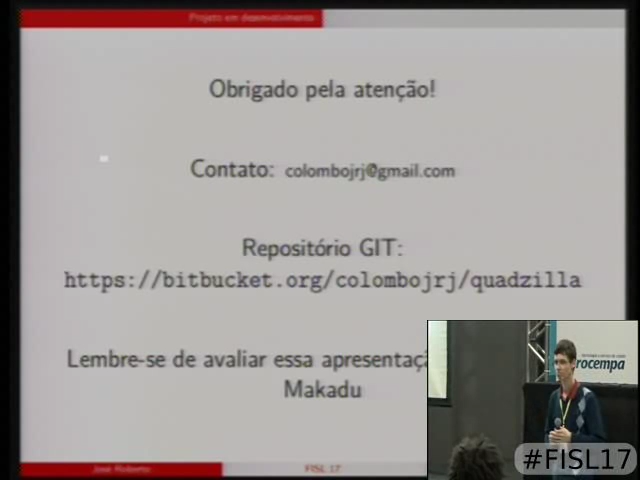 Projeto em desenvolvimento
Obrigado pela atenção!
Contato: colombojrj@gmail.com
Repositório GIT:
https://bitbucket.org/colombojrj/quadzilla
Lembre-se de avaliar essa apresentaçã
Makadu
rocempa
José Roberto
FISL 17
#FISL17